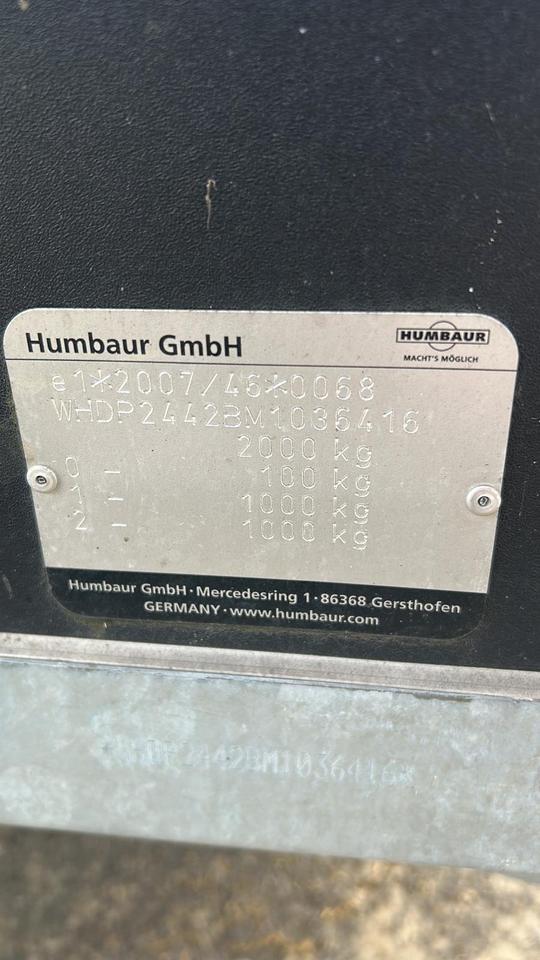 Humbaur GmbH
HUMBAUR
MACHT'S MÖGLICH
e1*2007/46*0068
WHDP2442BM1036416
2000 kg
0 - 100 kg
1 - 1000 kg
2 - 1000 kg
Humbaur GmbH · Mercedesring 1 · 86368 Gersthofen
GERMANY · www.humbaur.com
*WHDP2442BM1036416*